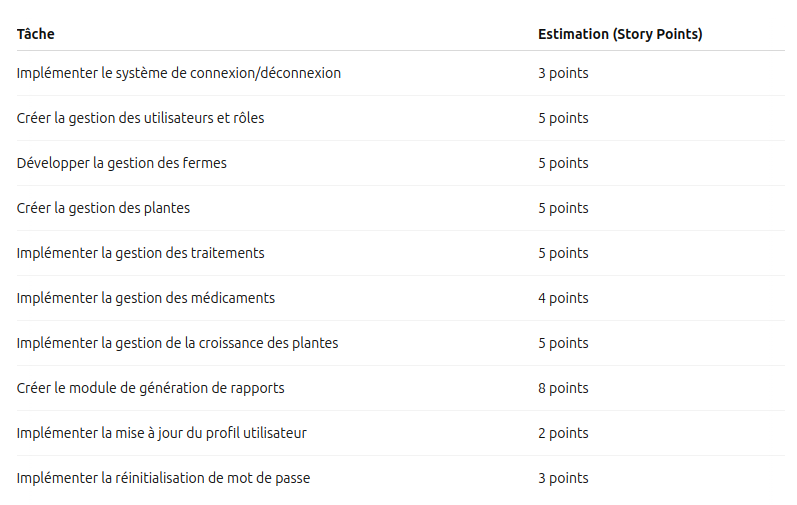 Tâche Estimation (Story Points)
Implémenter le système de connexion/déconnexion 3 points
Créer la gestion des utilisateurs et rôles 5 points
Développer la gestion des fermes 5 points
Créer la gestion des plantes 5 points
Implémenter la gestion des traitements 5 points
Implémenter la gestion des médicaments 4 points
Implémenter la gestion de la croissance des plantes 5 points
Créer le module de génération de rapports 8 points
Implémenter la mise à jour du profil utilisateur 2 points
Implémenter la réinitialisation de mot de passe 3 points